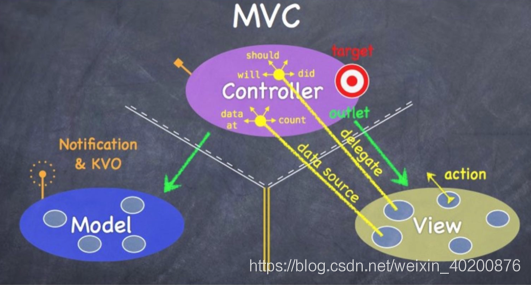 MVC
should
target
will
did
Controller
data
at
count
outlet
delegate
data source
Notification
& KVO
action
Model
View
https://blog.csdn.net/weixin_40200876